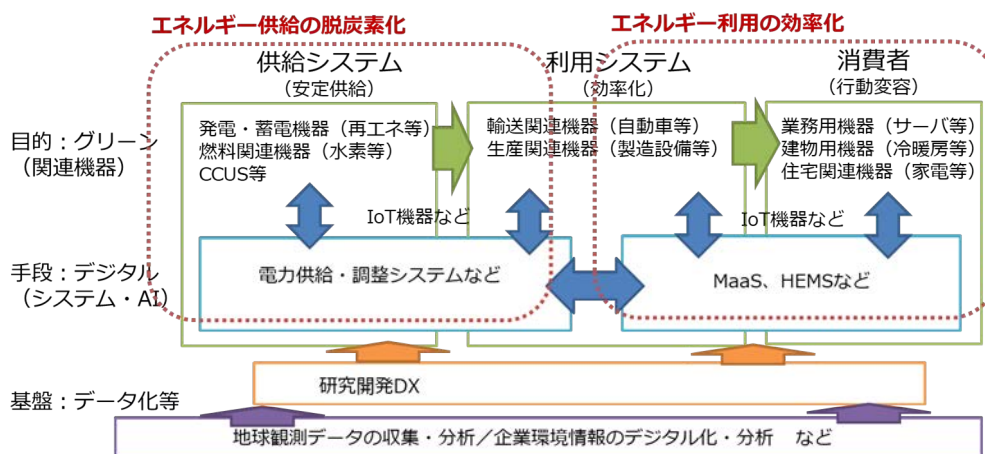 エネルギー供給の脱炭素化
エネルギー利用の効率化
供給システム
（安定供給）
利用システム
（効率化）
消費者
（行動変容）
目的：グリーン
（関連機器）
発電・蓄電機器（再エネ等）
燃料関連機器（水素等）
CCUS等
輸送関連機器（自動車等）
生産関連機器（製造設備等）
業務用機器（サーバ等）
建物用機器（冷暖房等）
住宅関連機器（家電等）
IoT機器など
IoT機器など
手段：デジタル
（システム・AI）
電力供給・調整システムなど
MaaS、HEMSなど
基盤：データ化等
研究開発DX
地球観測データの収集・分析／企業環境情報のデジタル化・分析　など